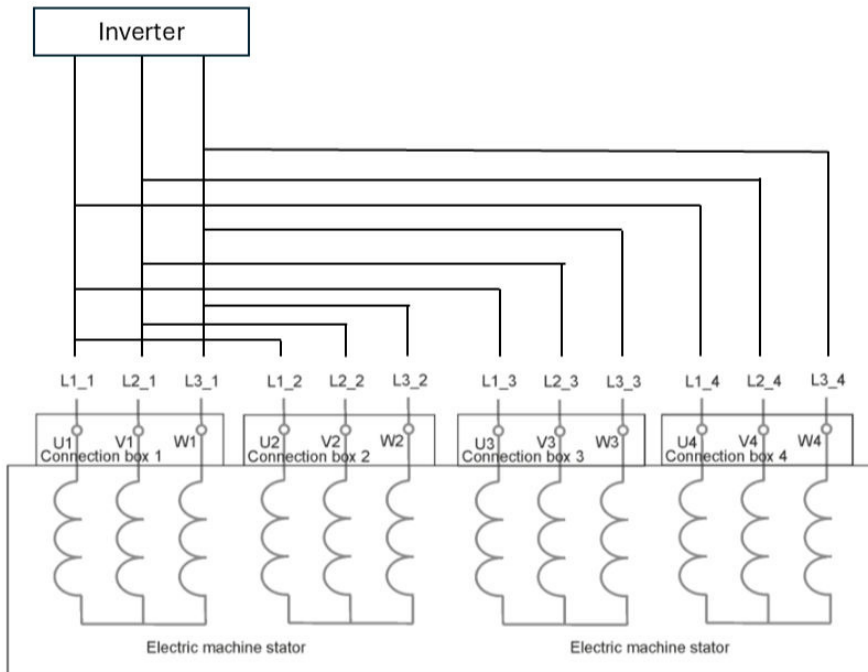 Inverter
L1_1 L2_1 L3_1 L1_2 L2_2 L3_2 L1_3 L2_3 L3_3 L1_4 L2_4 L3_4
U1 V1 W1 U2 V2 W2 U3 V3 W3 U4 V4 W4
Connection box 1 Connection box 2 Connection box 3 Connection box 4
Electric machine stator Electric machine stator